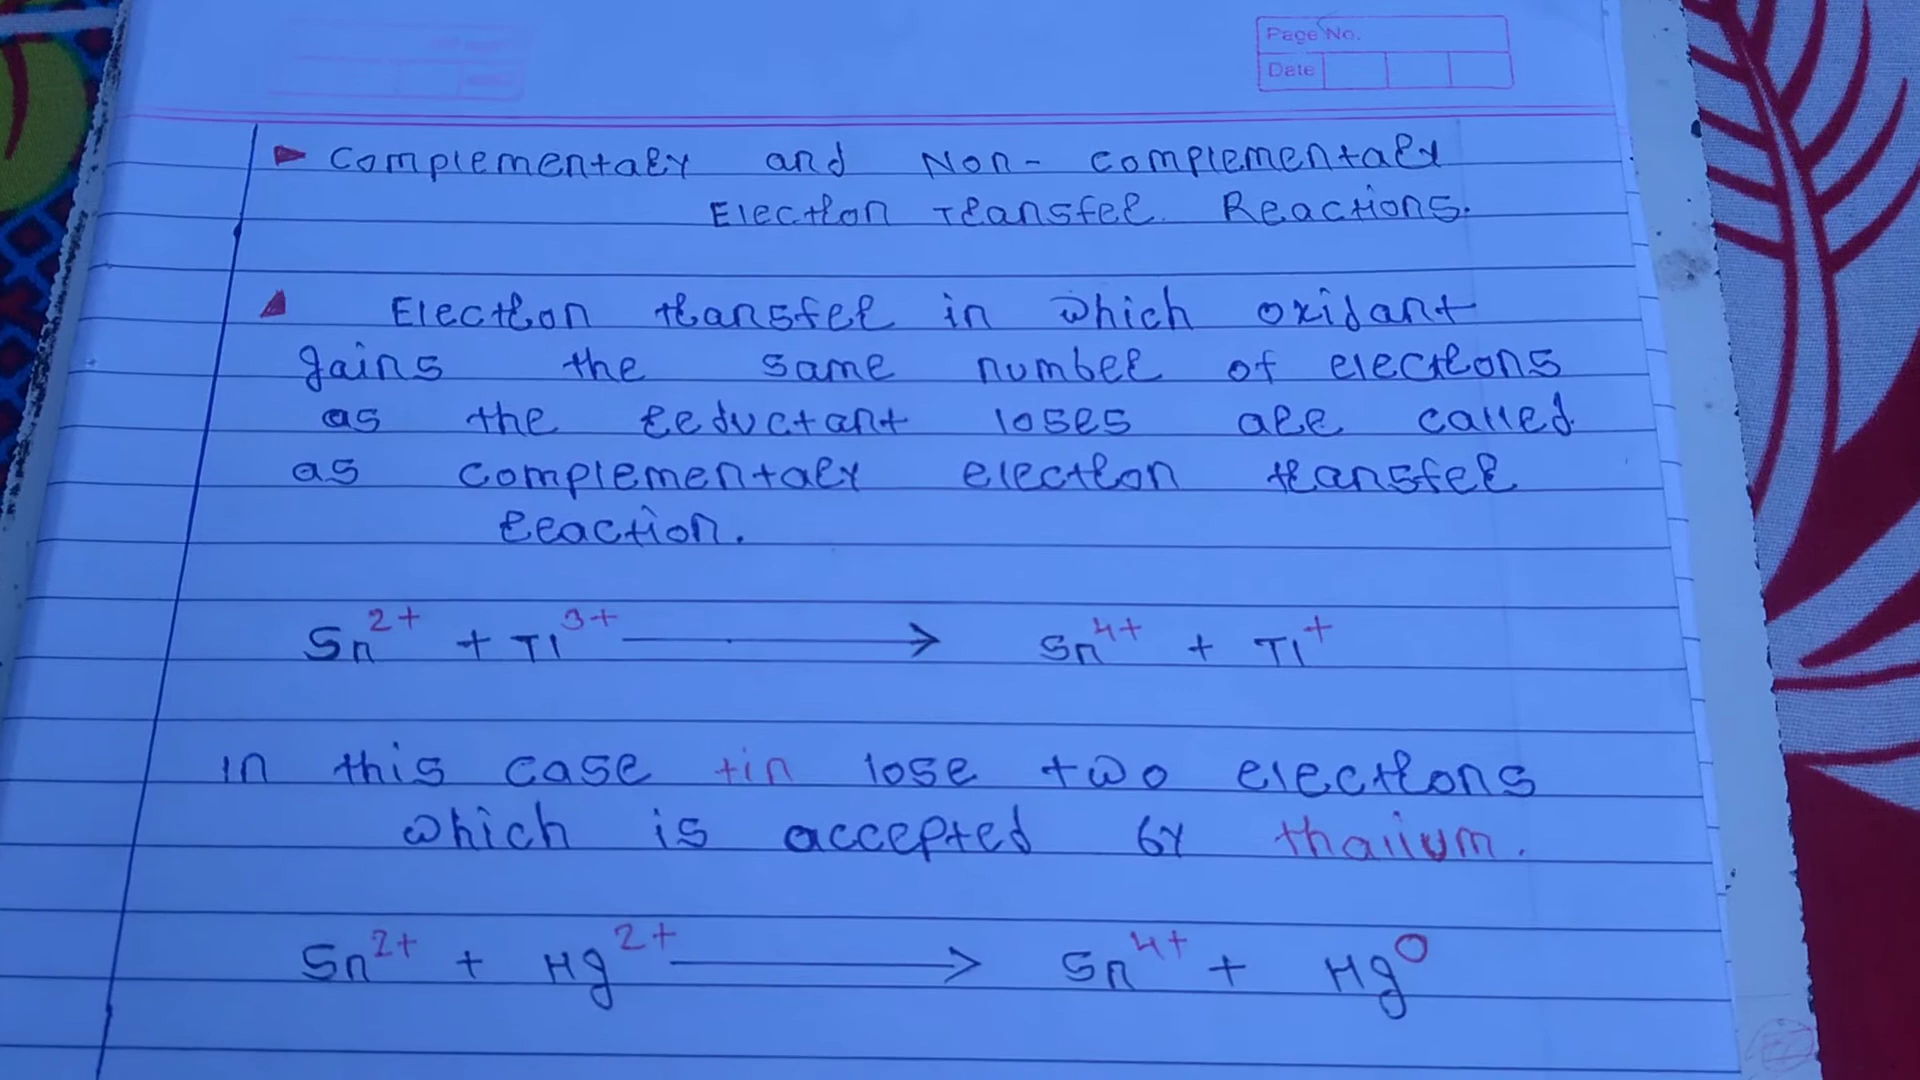 Page No.
Date
Complementary and Non-complementary
Electron Transfer Reactions.
Electron transfer in which oxidant
gains the same number of electrons
as the reductant loses are called
as complementary electron transfer
reaction.
Sn²⁺ + Tl³⁺ ⟶ Sn⁴⁺ + Tl⁺
In this case tin lose two electrons
which is accepted by thallium.
Sn²⁺ + Hg²⁺ ⟶ Sn⁴⁺ + Hg⁰